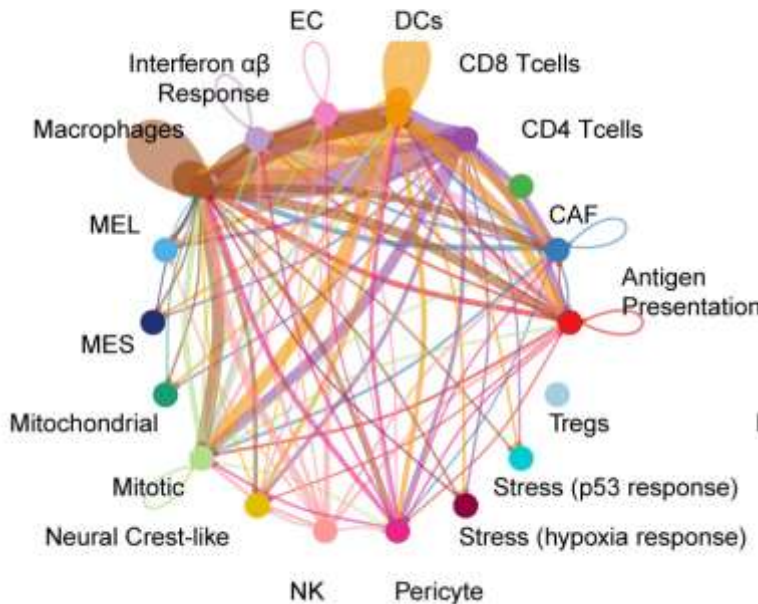 EC
DCs
Interferon αβ
Response
CD8 Tcells
Macrophages
CD4 Tcells
MEL
CAF
Antigen
Presentation
MES
Mitochondrial
Tregs
Mitotic
Stress (p53 response)
Neural Crest-like
Stress (hypoxia response)
NK
Pericyte